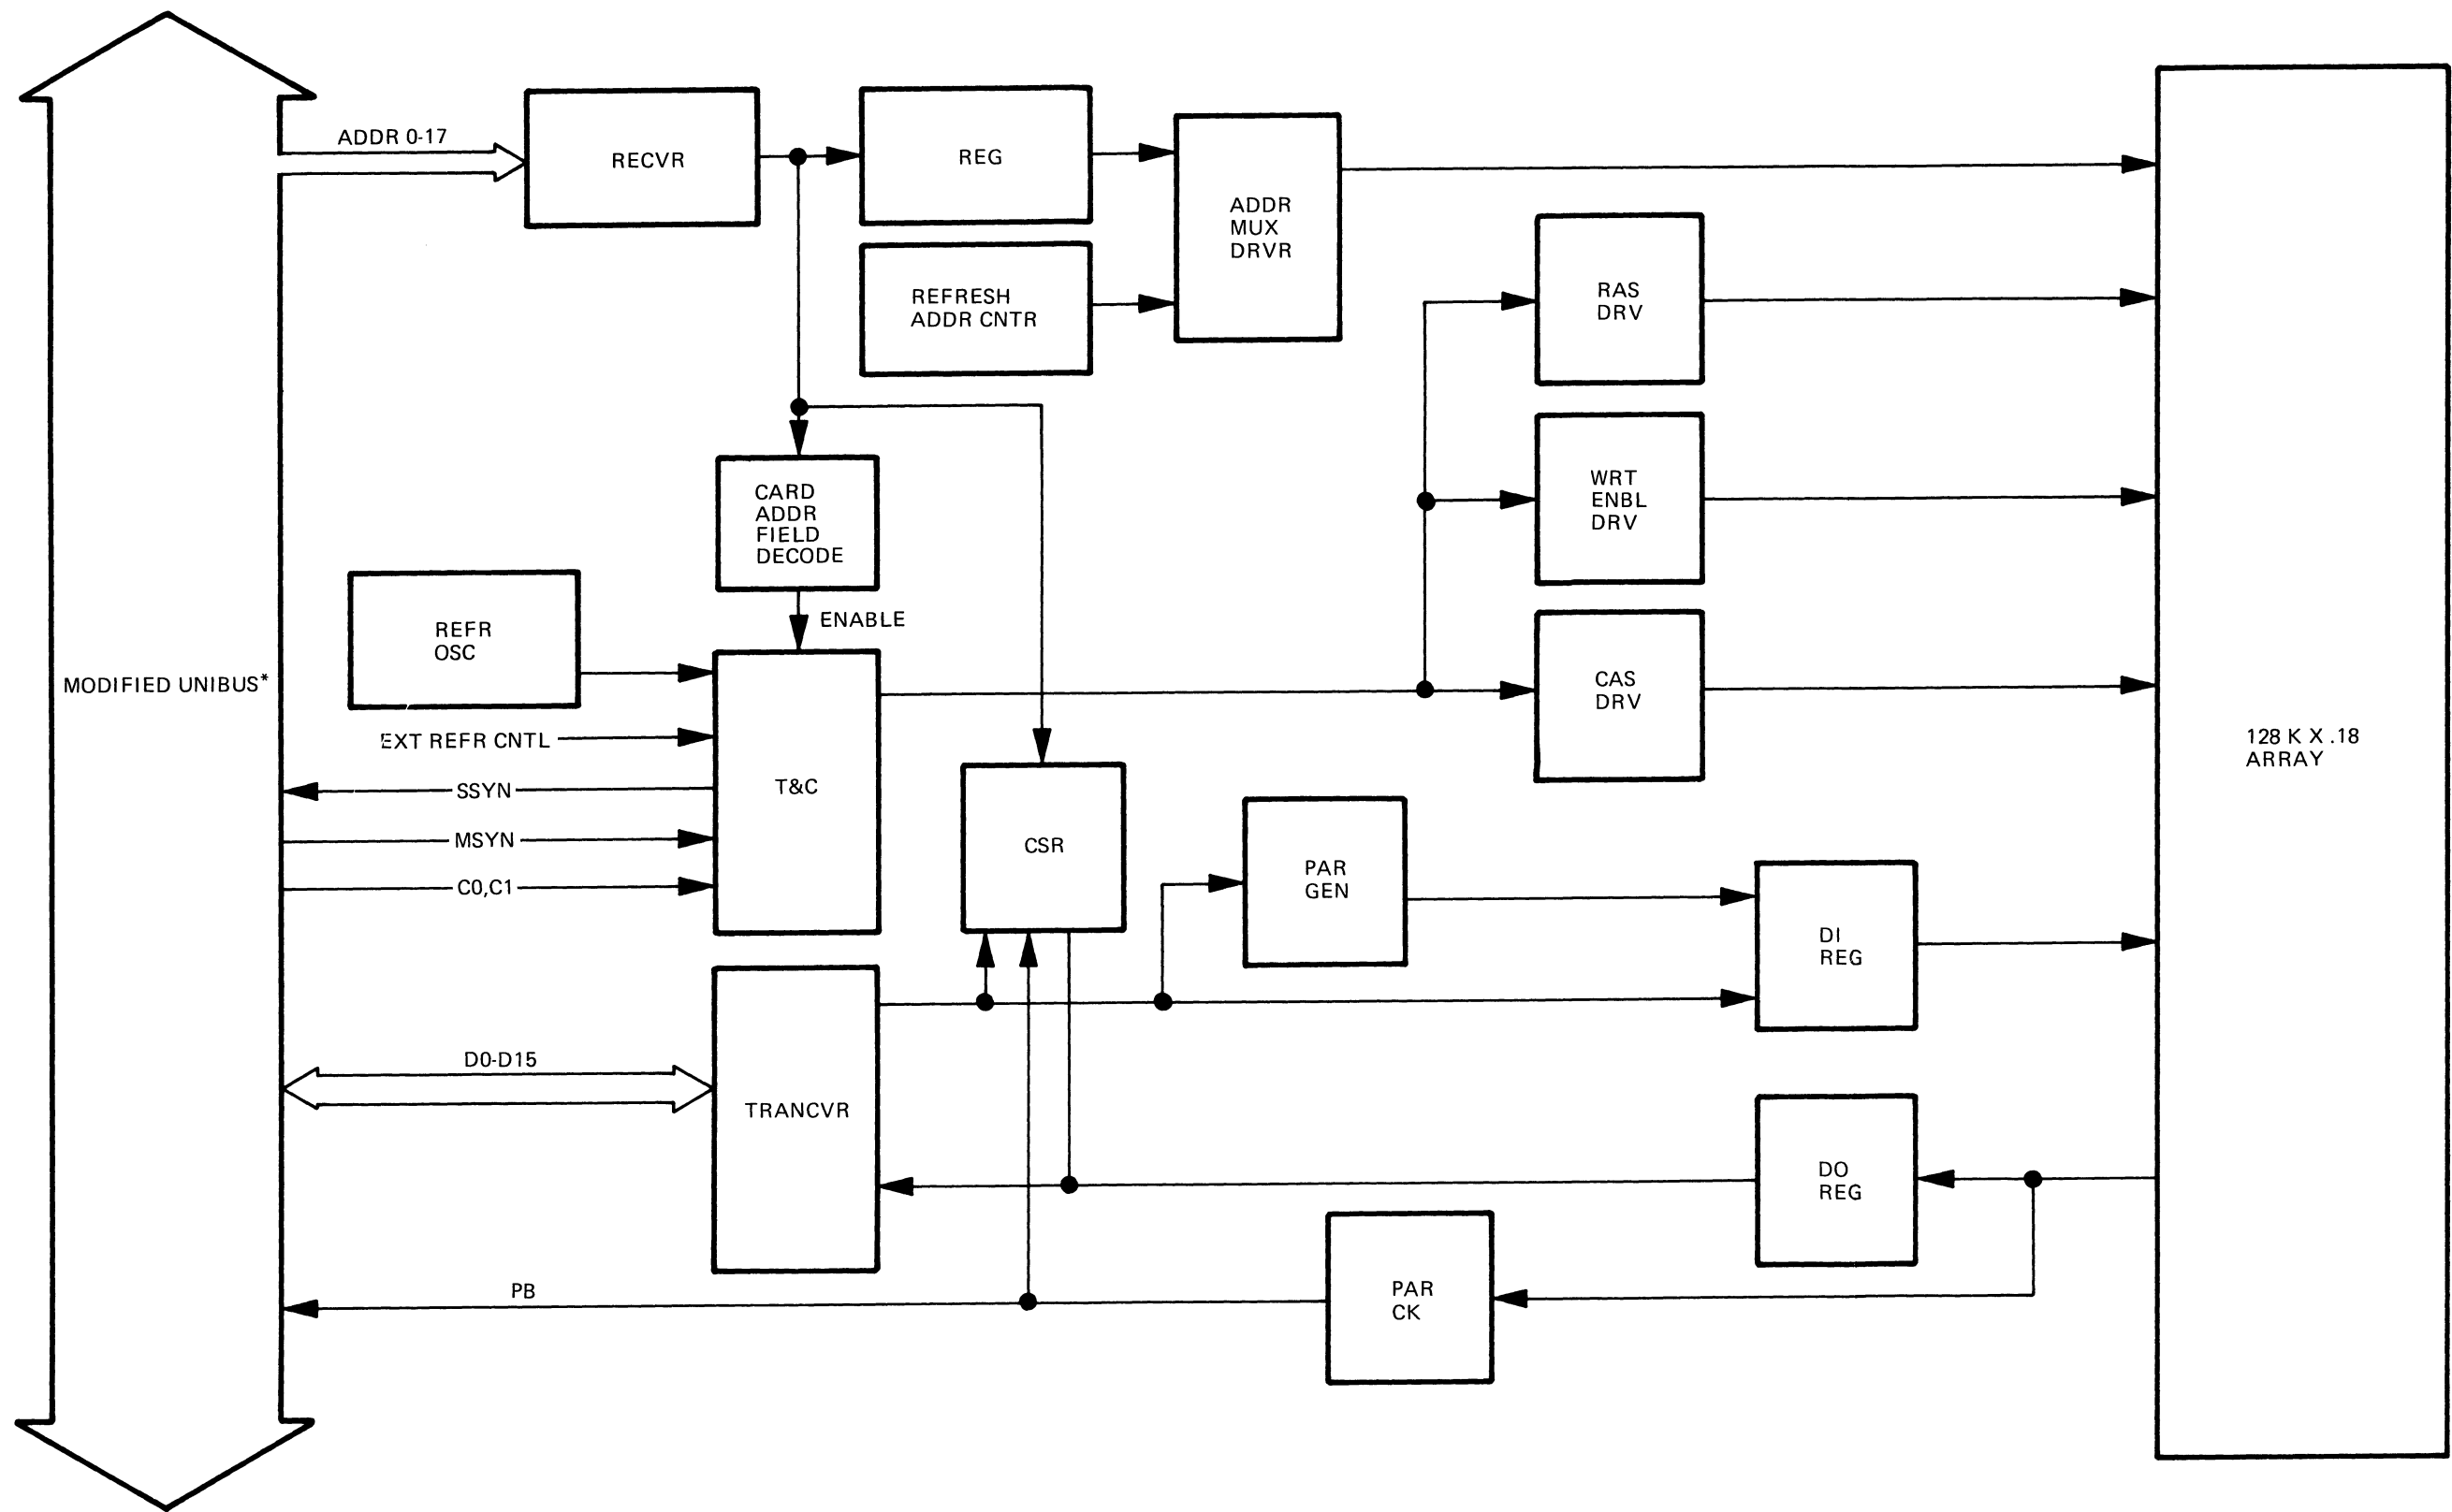 ADDR 0-17
RECVR
REG
ADDR
MUX
DRVR
REFRESH
ADDR CNTR
RAS
DRV
CARD
ADDR
FIELD
DECODE
WRT
ENBL
DRV
ENABLE
REFR
OSC
MODIFIED UNIBUS*
CAS
DRV
EXT REFR CNTL
SSYN
MSYN
C0,C1
T&C
128 K X .18
ARRAY
CSR
PAR
GEN
DI
REG
D0-D15
TRANCVR
DO
REG
PB
PAR
CK